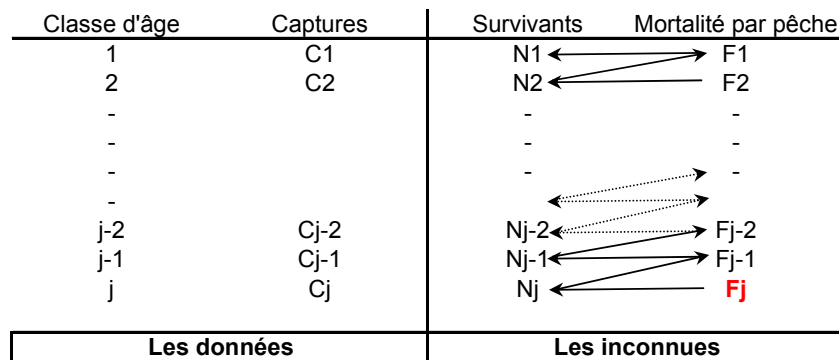 Classe d'âge Captures Survivants Mortalité par pêche
1 C1 N1 F1
2 C2 N2 F2
- - -
- - -
- - -
-
j-2 Cj-2 Nj-2 Fj-2
j-1 Cj-1 Nj-1 Fj-1
j Cj Nj Fj
Les données Les inconnues